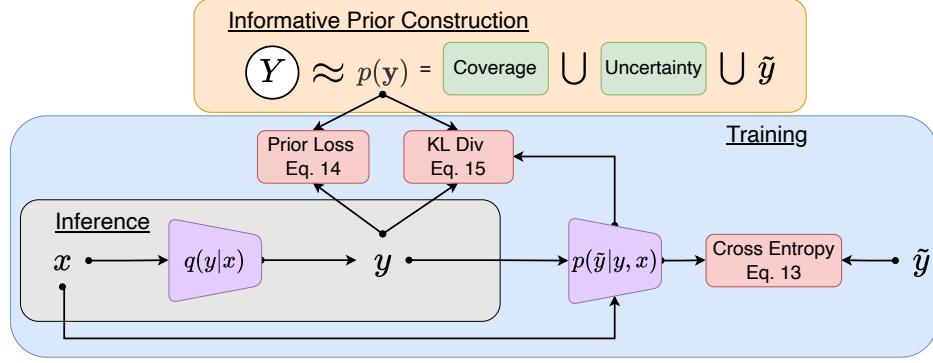 Informative Prior Construction
Y ≈ p(y) = Coverage ∪ Uncertainty ∪ ỹ
Training
Prior Loss
Eq. 14
KL Div
Eq. 15
Inference
x
q(y|x)
y
p(ỹ|y, x)
Cross Entropy
Eq. 13
ỹ